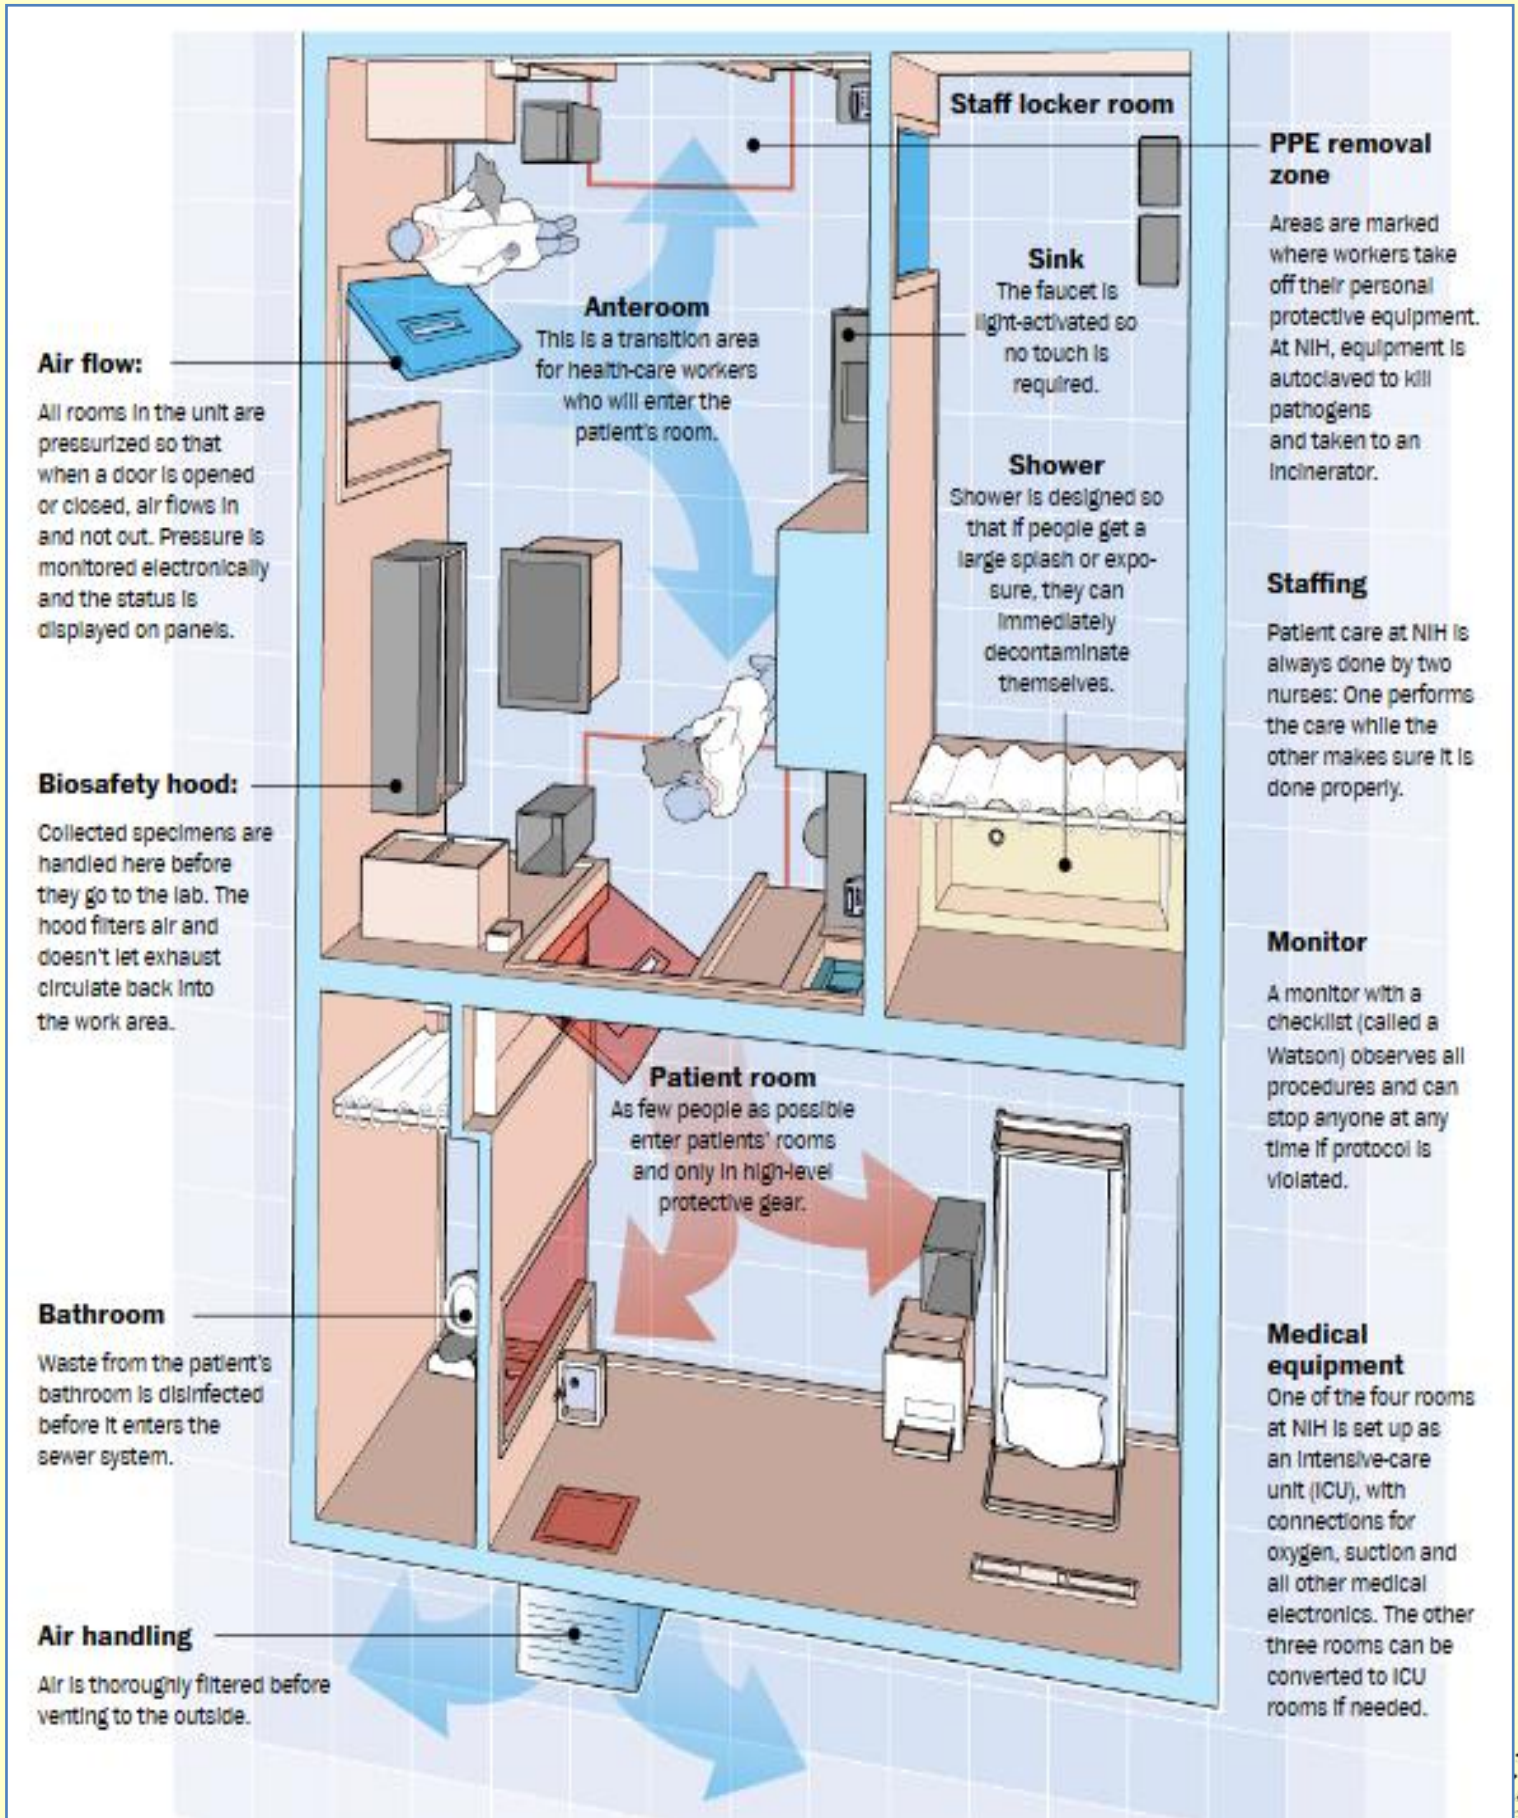 Staff locker room
PPE removal
zone
Areas are marked
where workers take
off their personal
protective equipment.
At NIH, equipment is
autoclaved to kill
pathogens
and taken to an
incinerator.
Sink
The faucet is
light-activated so
no touch is
required.
Anteroom
This is a transition area
for health-care workers
who will enter the
patient's room.
Air flow:
All rooms in the unit are
pressurized so that
when a door is opened
or closed, air flows in
and not out. Pressure is
monitored electronically
and the status is
displayed on panels.
Shower
Shower is designed so
that if people get a
large splash or expo-
sure, they can
immediately
decontaminate
themselves.
Staffing
Patient care at NIH is
always done by two
nurses: One performs
the care while the
other makes sure it is
done properly.
Biosafety hood:
Collected specimens are
handled here before
they go to the lab. The
hood filters air and
doesn't let exhaust
circulate back into
the work area.
Monitor
A monitor with a
checklist (called a
Watson) observes all
procedures and can
stop anyone at any
time if protocol is
violated.
Patient room
As few people as possible
enter patients' rooms
and only in high-level
protective gear.
Bathroom
Waste from the patient's
bathroom is disinfected
before it enters the
sewer system.
Medical
equipment
One of the four rooms
at NIH is set up as
an intensive-care
unit (ICU), with
connections for
oxygen, suction and
all other medical
electronics. The other
three rooms can be
converted to ICU
rooms if needed.
Air handling
Air is thoroughly filtered before
venting to the outside.